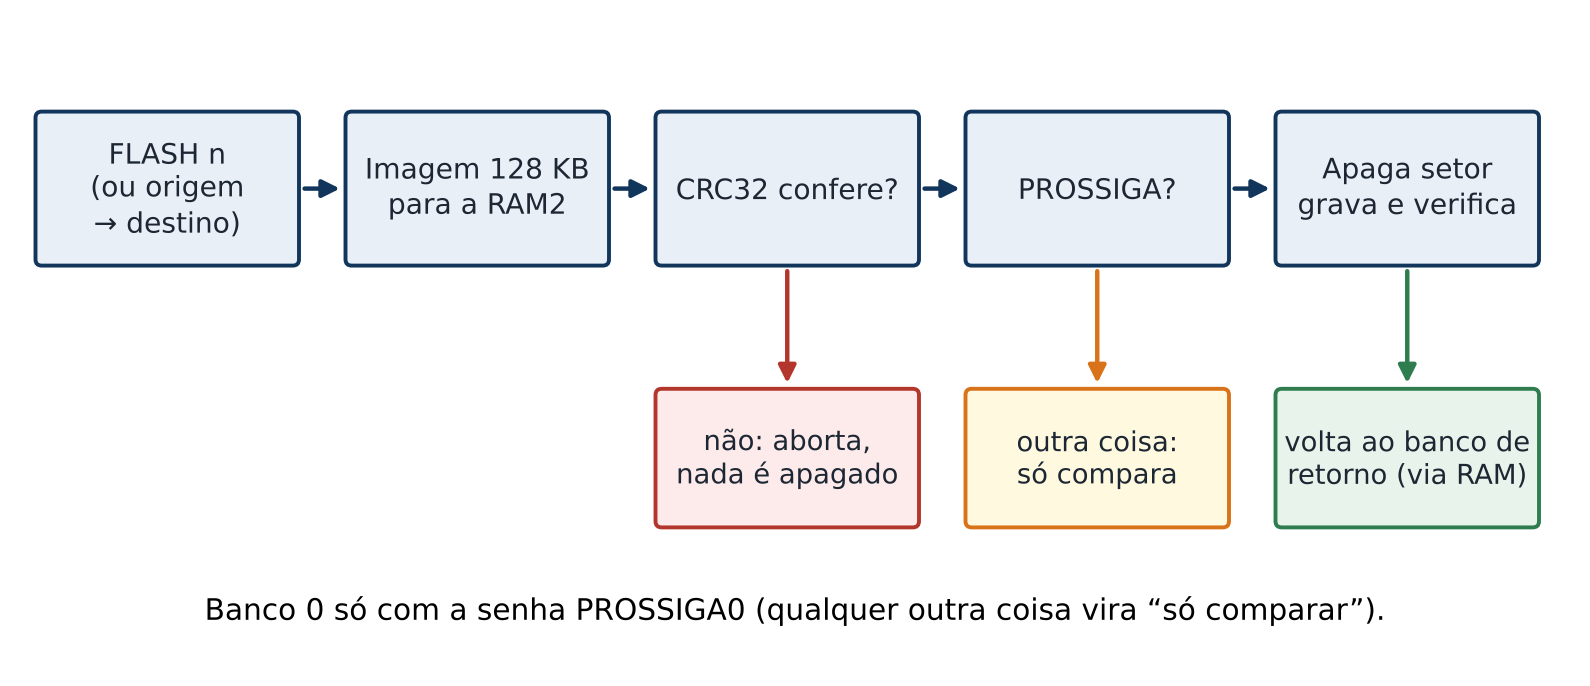 FLASH n
(ou origem
→ destino)
Imagem 128 KB
para a RAM2
CRC32 confere?
PROSSIGA?
Apaga setor
grava e verifica
não: aborta,
nada é apagado
outra coisa:
só compara
volta ao banco de
retorno (via RAM)
Banco 0 só com a senha PROSSIGA0 (qualquer outra coisa vira “só comparar”).